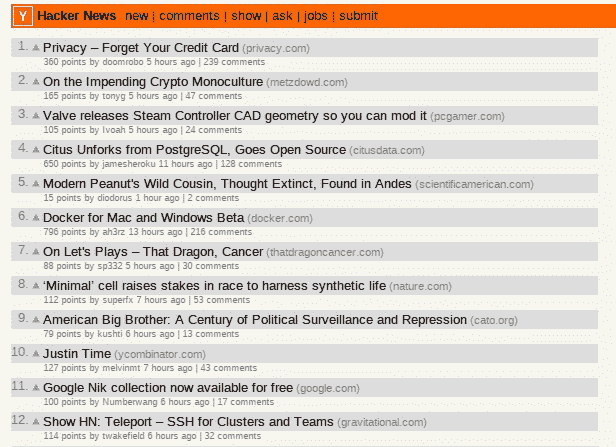 Y Hacker News new | comments | show | ask | jobs | submit
1. Privacy – Forget Your Credit Card (privacy.com)
360 points by doomrobo 5 hours ago | 239 comments
2. On the Impending Crypto Monoculture (metzdowd.com)
165 points by tonyg 5 hours ago | 47 comments
3. Valve releases Steam Controller CAD geometry so you can mod it (pcgamer.com)
105 points by lvoah 5 hours ago | 24 comments
4. Citus Unforks from PostgreSQL, Goes Open Source (citusdata.com)
650 points by jamesheroku 11 hours ago | 128 comments
5. Modern Peanut's Wild Cousin, Thought Extinct, Found in Andes (scientificamerican.com)
15 points by diodorus 1 hour ago | 2 comments
6. Docker for Mac and Windows Beta (docker.com)
796 points by ah3rz 13 hours ago | 216 comments
7. On Let's Plays – That Dragon, Cancer (thatdragoncancer.com)
88 points by sp332 5 hours ago | 30 comments
8. ‘Minimal’ cell raises stakes in race to harness synthetic life (nature.com)
112 points by superfx 7 hours ago | 53 comments
9. American Big Brother: A Century of Political Surveillance and Repression (cato.org)
79 points by kushti 6 hours ago | 13 comments
10. Justin Time (ycombinator.com)
127 points by melvinmt 7 hours ago | 43 comments
11. Google Nik collection now available for free (google.com)
100 points by Numberwang 6 hours ago | 17 comments
12. Show HN: Teleport – SSH for Clusters and Teams (gravitational.com)
114 points by twakefield 6 hours ago | 32 comments